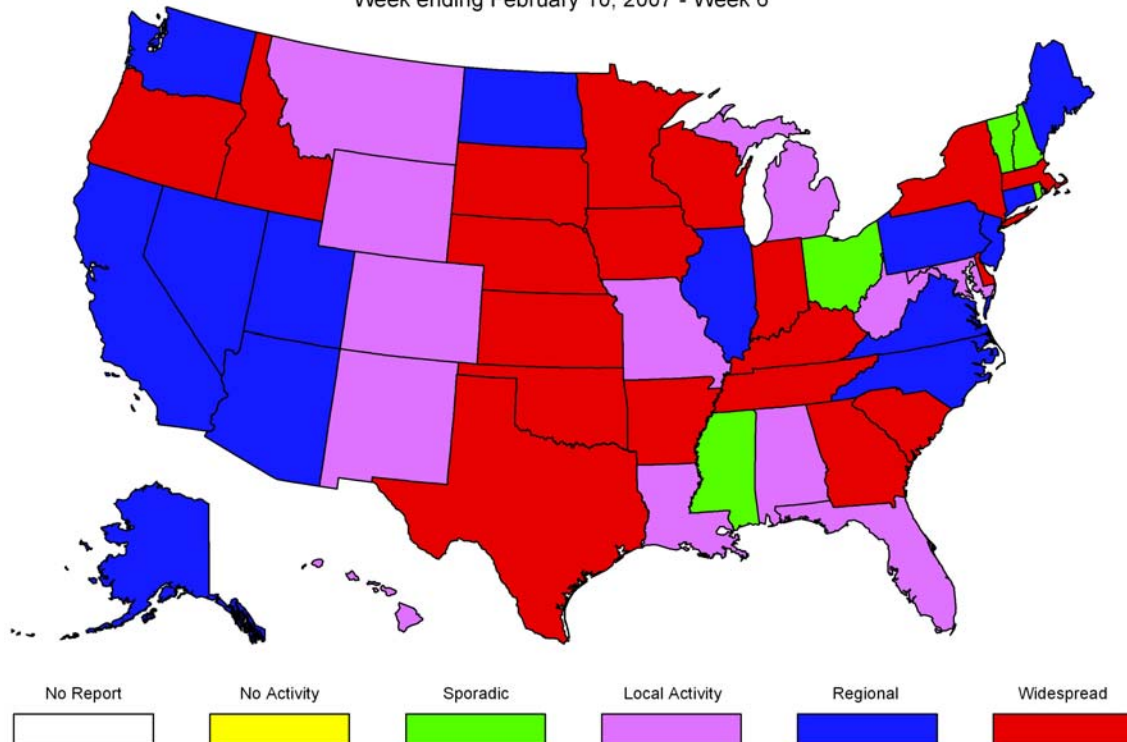 Week ending February 10, 2007 - Week 6
No Report No Activity Sporadic Local Activity Regional Widespread